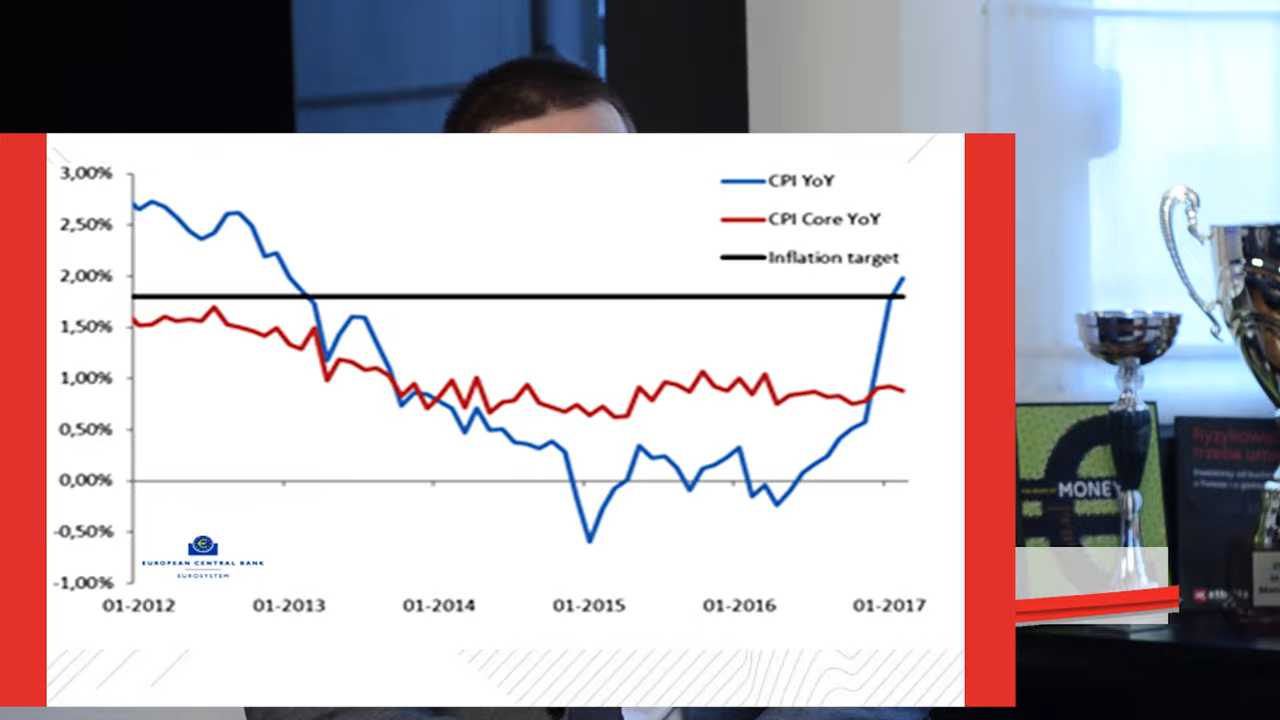 3,00%
2,50%
2,00%
1,50%
1,00%
0,50%
0,00%
-0,50%
-1,00%
01-2012
01-2013
01-2014
01-2015
01-2016
01-2017
CPI YoY
CPI Core YoY
Inflation target
EUROPEAN CENTRAL BANK
EUROSYSTEM
MONEY
trzeba